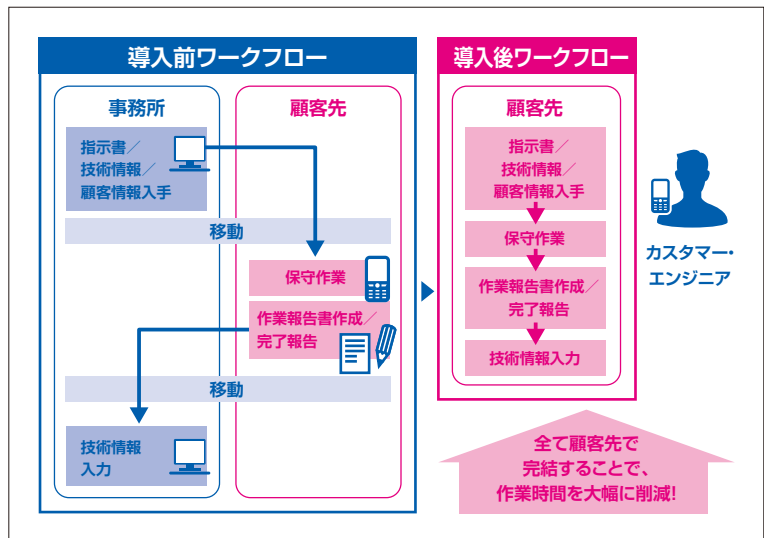 導入前ワークフロー
事務所
顧客先
指示書／
技術情報／
顧客情報入手
移動
保守作業
作業報告書作成／
完了報告
移動
技術情報
入力
導入後ワークフロー
顧客先
指示書／
技術情報／
顧客情報入手
保守作業
作業報告書作成／
完了報告
技術情報入力
カスタマー・
エンジニア
全て顧客先で
完結することで、
作業時間を大幅に削減!